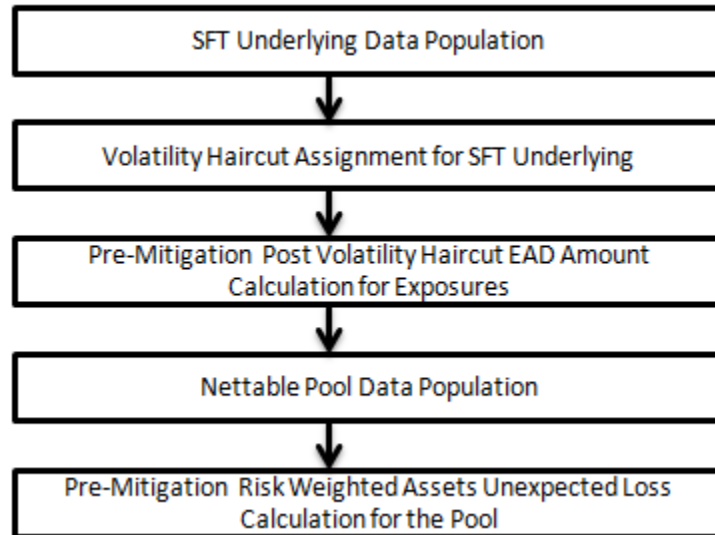 SFT Underlying Data Population
Volatility Haircut Assignment for SFT Underlying
Pre-Mitigation Post Volatility Haircut EAD Amount
Calculation for Exposures
Nettable Pool Data Population
Pre-Mitigation Risk Weighted Assets Unexpected Loss
Calculation for the Pool